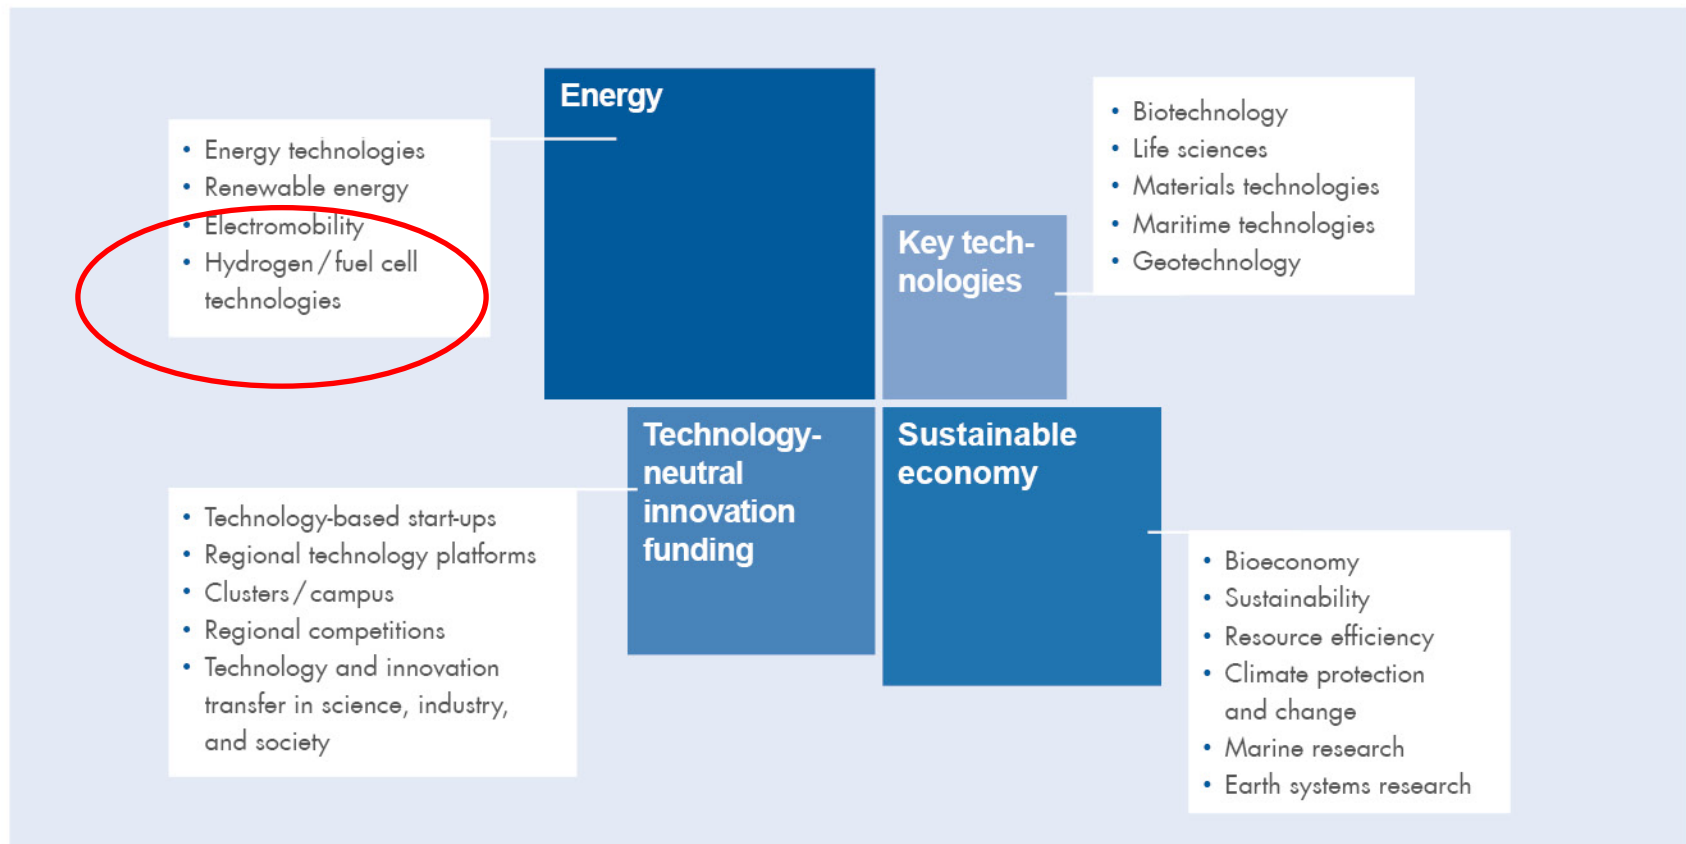 Energy
• Energy technologies
• Renewable energy
• Electromobility
• Hydrogen / fuel cell
technologies
Key tech-
nologies
• Biotechnology
• Life sciences
• Materials technologies
• Maritime technologies
• Geotechnology
Technology-
neutral
innovation
funding
• Technology-based start-ups
• Regional technology platforms
• Clusters / campus
• Regional competitions
• Technology and innovation
transfer in science, industry,
and society
Sustainable
economy
• Bioeconomy
• Sustainability
• Resource efficiency
• Climate protection
and change
• Marine research
• Earth systems research